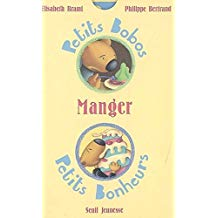 Elisabeth Brami Philippe Bertrand
Petits Bobos
Manger
Petits Bonheurs
Seuil Jeunesse